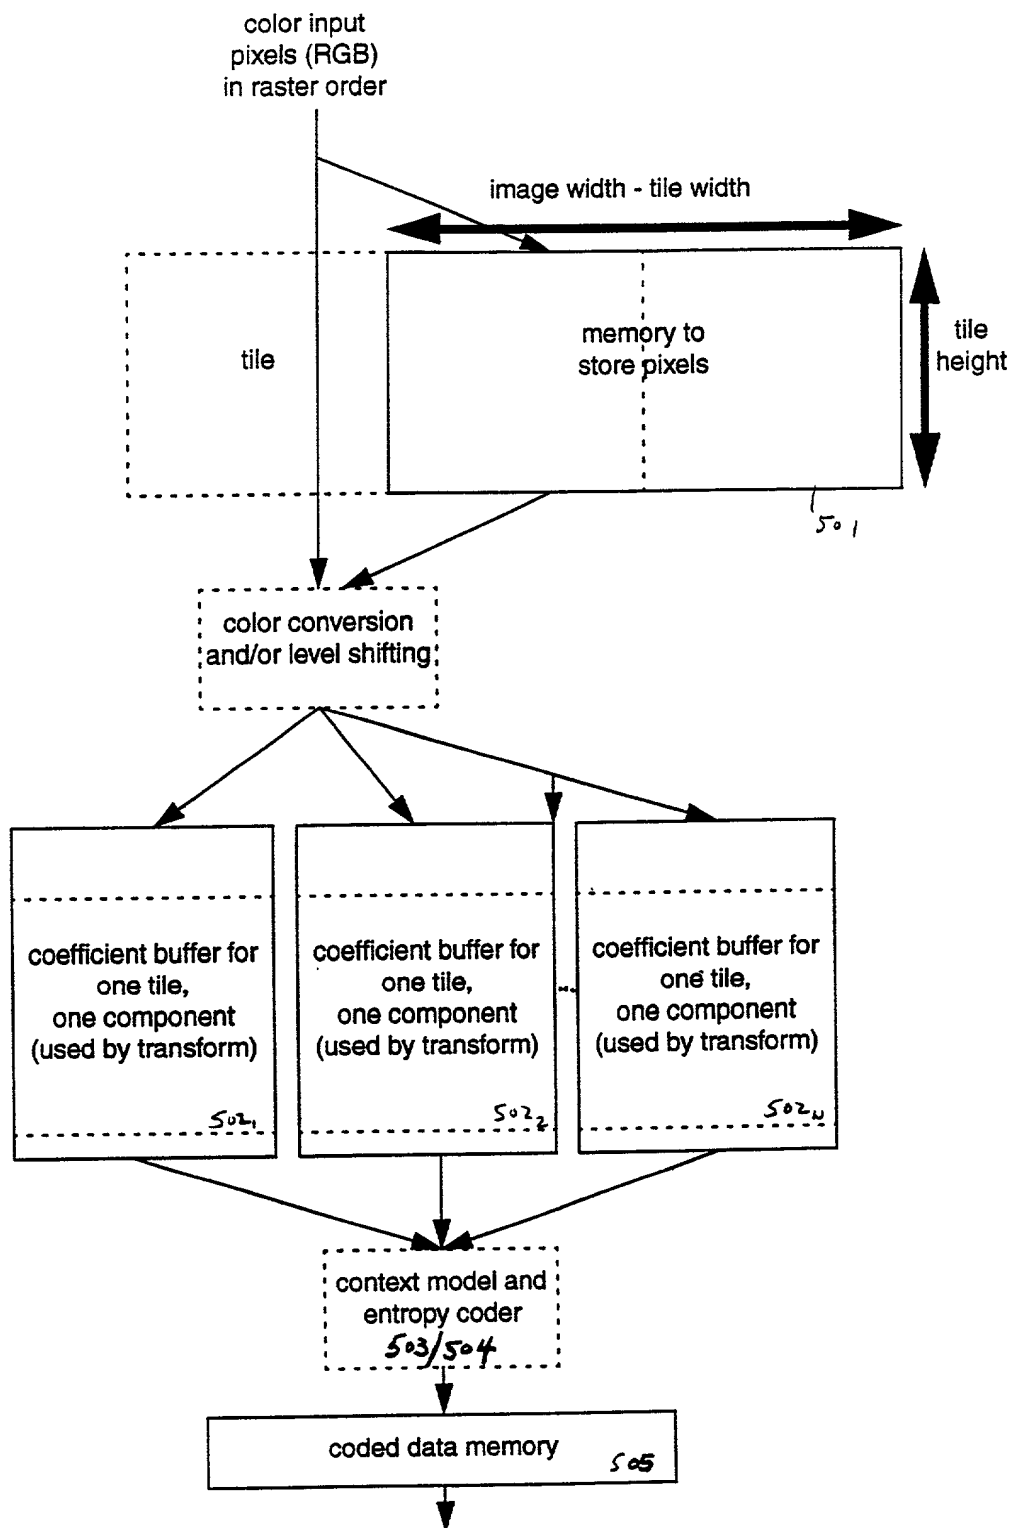 color input
pixels (RGB)
in raster order
image width - tile width
tile
memory to
store pixels
tile
height
501
color conversion
and/or level shifting
coefficient buffer for
one tile,
one component
(used by transform)
502₁
coefficient buffer for
one tile,
one component
(used by transform)
502₂
coefficient buffer for
one tile,
one component
(used by transform)
502N
context model and
entropy coder
503/504
coded data memory
505